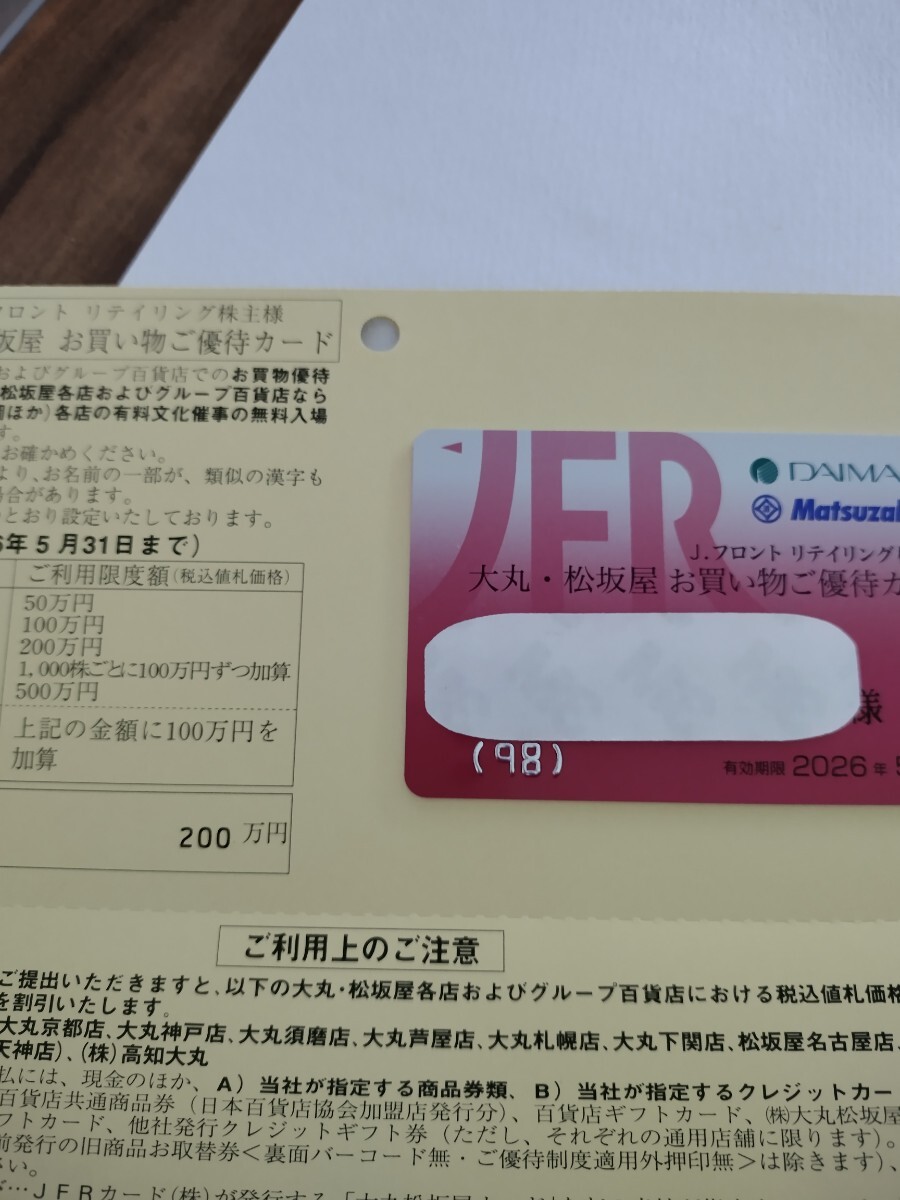 フロント リテイリング株主様
坂屋 お買い物ご優待カード
およびグループ百貨店でのお買物優待
松坂屋各店およびグループ百貨店なら
ほか)各店の有料文化催事の無料入場
す。
お確かめください。
より、お名前の一部が、類似の漢字も
場合があります。
とおり設定いたしております。
年5月31日まで)
ご利用限度額(税込値札価格)
50万円
100万円
200万円
1,000株ごとに100万円ずつ加算
500万円
上記の金額に100万円を
加算
200 万円
JFR
DAIMA
Matsuza
J.フロント リテイリング
大丸・松坂屋 お買い物ご優待カ
様
(98)
有効期限 2026 年
ご利用上のご注意
ご提出いただきますと、以下の大丸・松坂屋各店およびグループ百貨店における税込値札価格
を割引いたします。
大丸京都店、大丸神戸店、大丸須磨店、大丸芦屋店、大丸札幌店、大丸下関店、松坂屋名古屋店、
天神店)、(株)高知大丸
払には、現金のほか、A)当社が指定する商品券類、B)当社が指定するクレジットカー
百貨店共通商品券(日本百貨店協会加盟店発行分)、百貨店ギフトカード、㈱大丸松坂屋
フトカード、他社発行クレジットギフト券(ただし、それぞれの通用店舗に限ります)。
前発行の旧商品お取替券<裏面バーコード無・ご優待制度適用外押印無>は除きます)、
さい。
…JFRカード(株)が発行する「大丸松坂屋